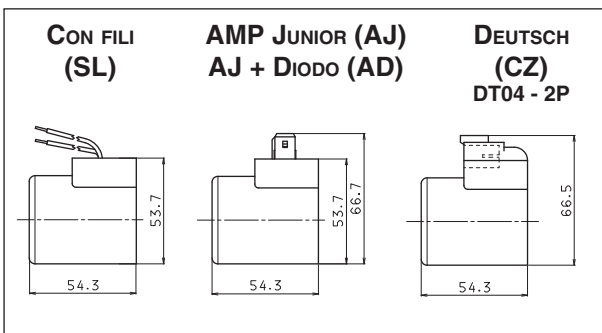 CON FILI
(SL)
AMP JUNIOR (AJ)
AJ + DIODO (AD)
DEUTSCH
(CZ)
DT04 - 2P
53.7
54.3
53.7
66.7
54.3
66.5
54.3